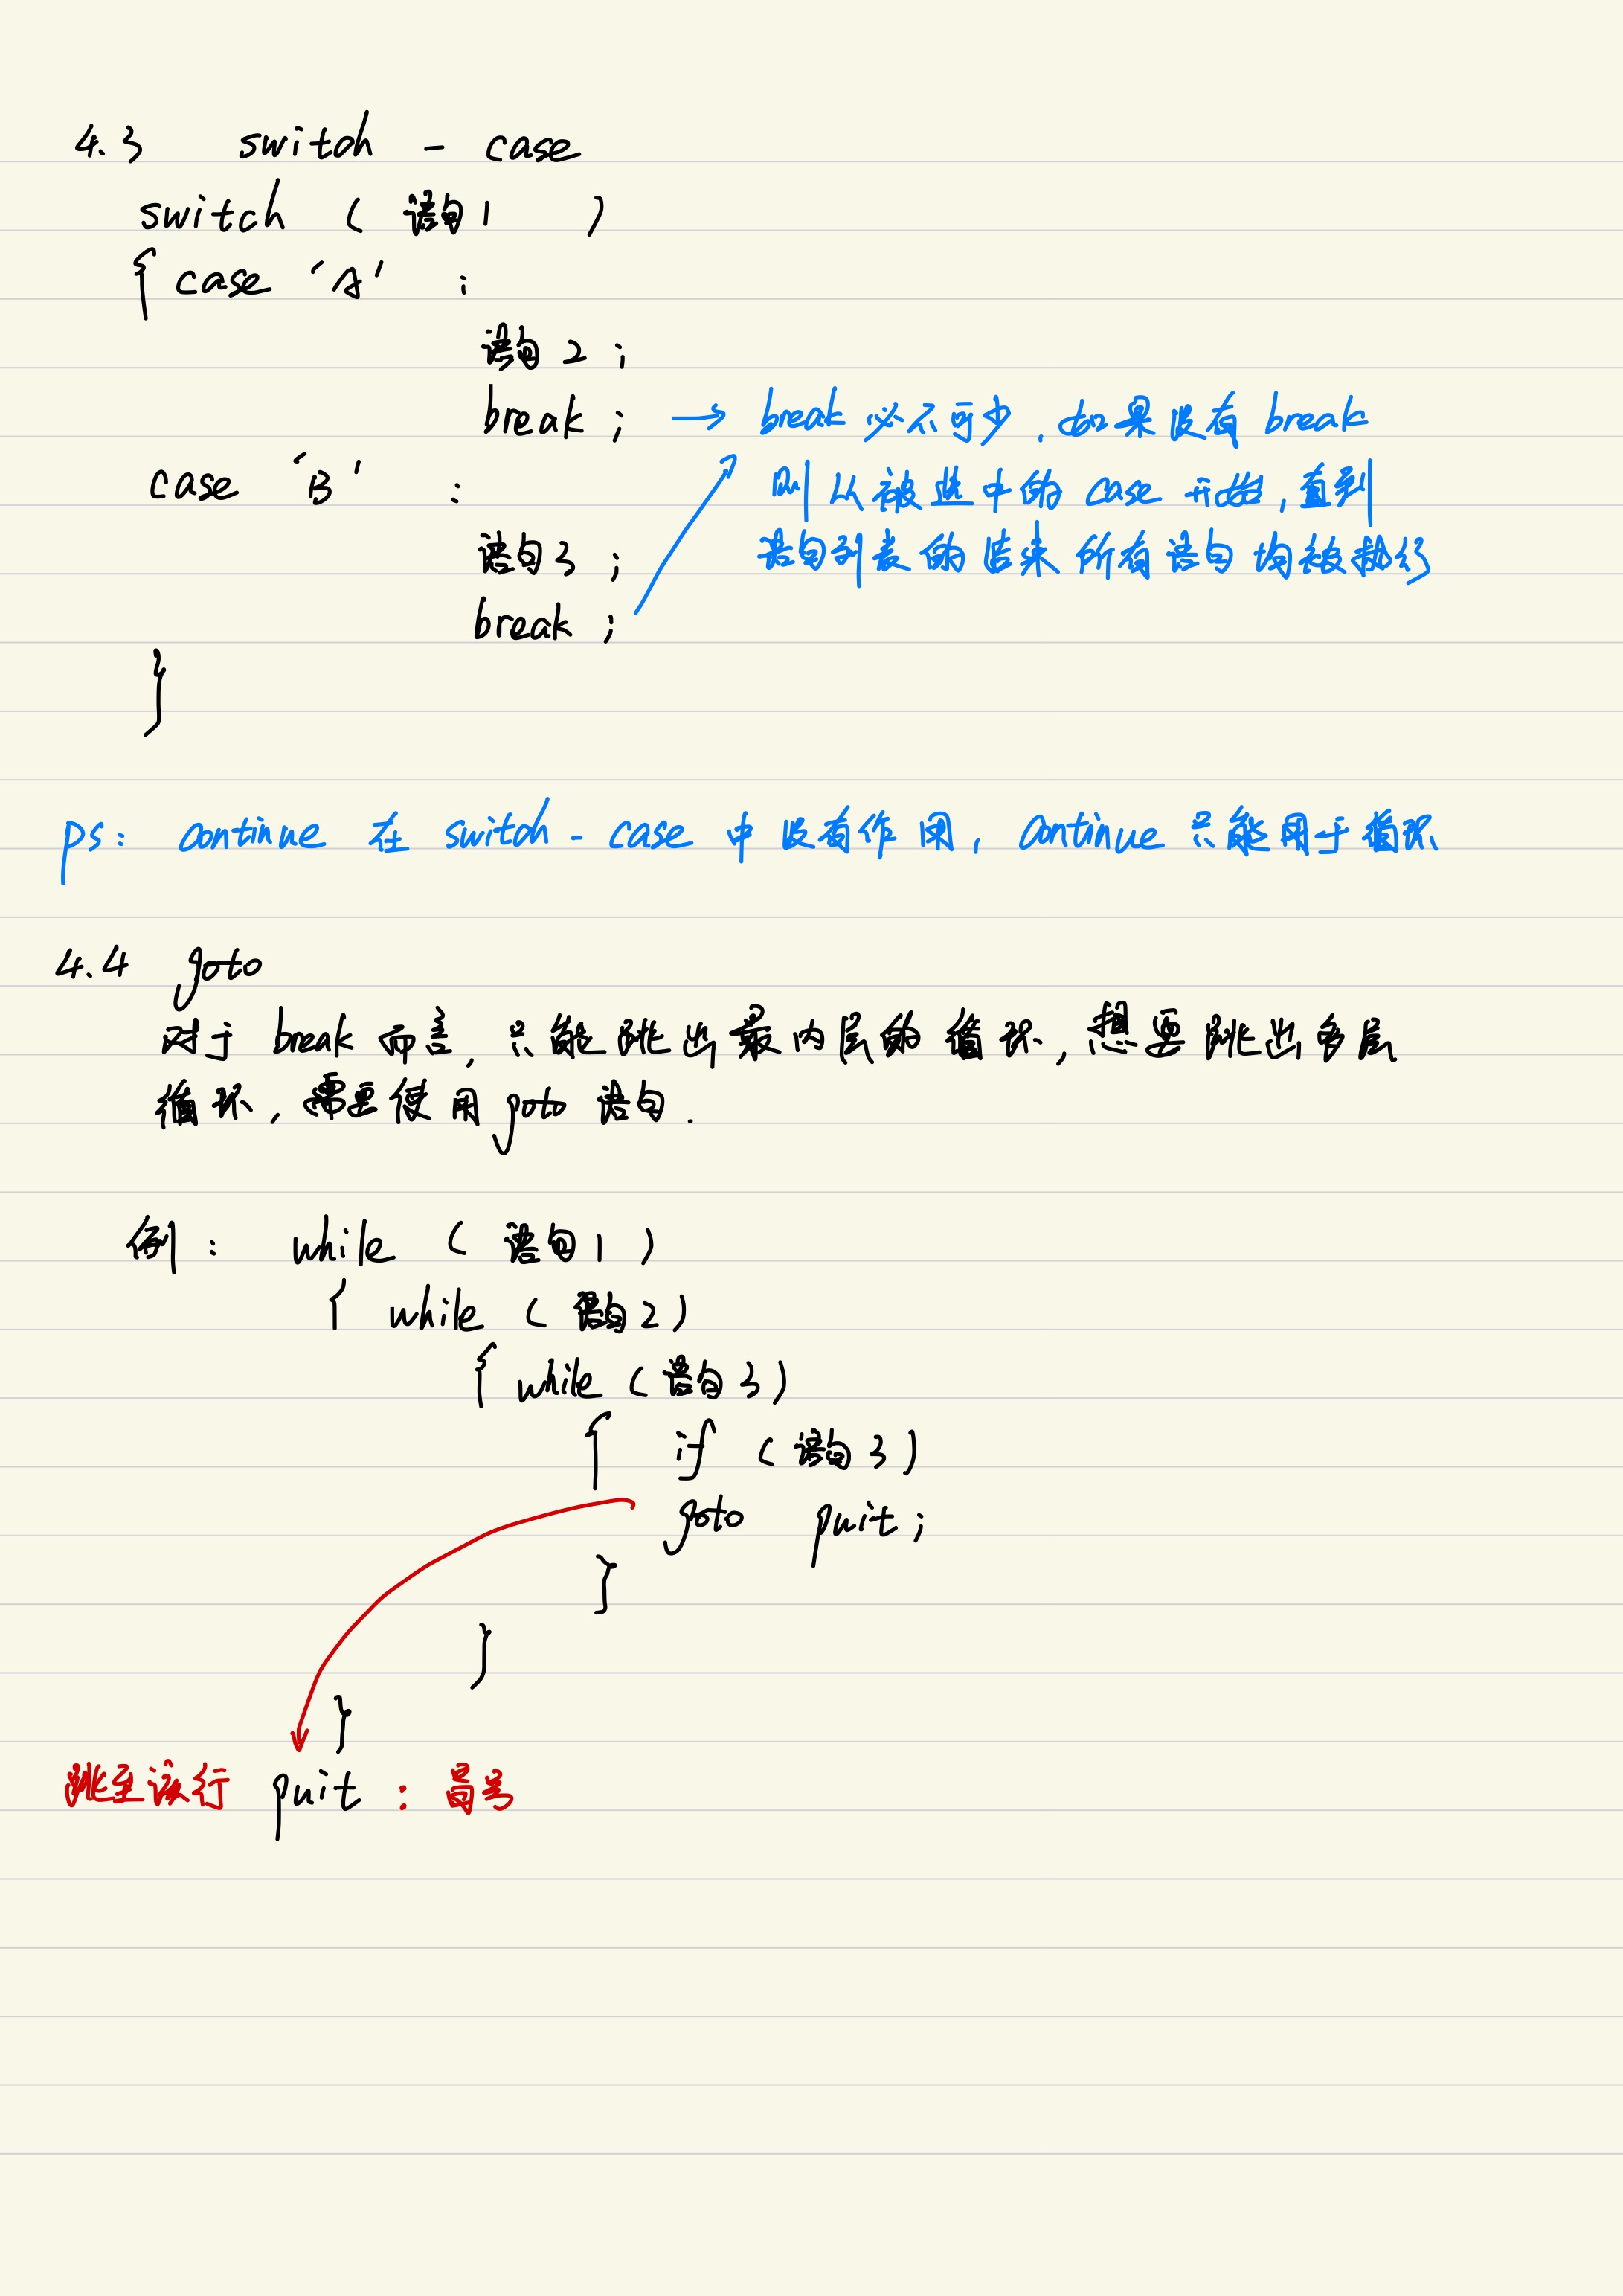 4.3 switch - case
switch ( 语句1 )
{ case 'A' :
语句2 ;
break ; → break 必不可少,如果没有 break
case 'B' : 则从被选中的 case 开始,直到
语句3 ; 语句列表的结束所有语句均被执行
break ;
}
ps: continue 在 switch - case 中没有作用, continue 只能用于循环
4.4 goto
对于 break 而言,只能跳出最内层的循环,想要跳出多层
循环,需要使用 goto 语句.
例: while ( 语句1 )
{ while ( 语句2 )
{ while ( 语句3 )
{ if ( 语句3 )
goto quit ;
}
}
}
跳至该行 quit : 冒号